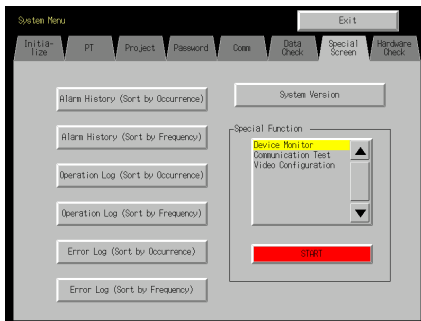 System Menu
Exit
Initia-
lize
PT
Project
Password
Comm
Data
Check
Special
Screen
Hardware
Check
Alarm History (Sort by Occurrence)
System Version
Alarm History (Sort by Frequency)
Special Function
Device Monitor
Communication Test
Video Configuration
Operation Log (Sort by Occurrence)
Operation Log (Sort by Frequency)
Error Log (Sort by Occurrence)
START
Error Log (Sort by Frequency)